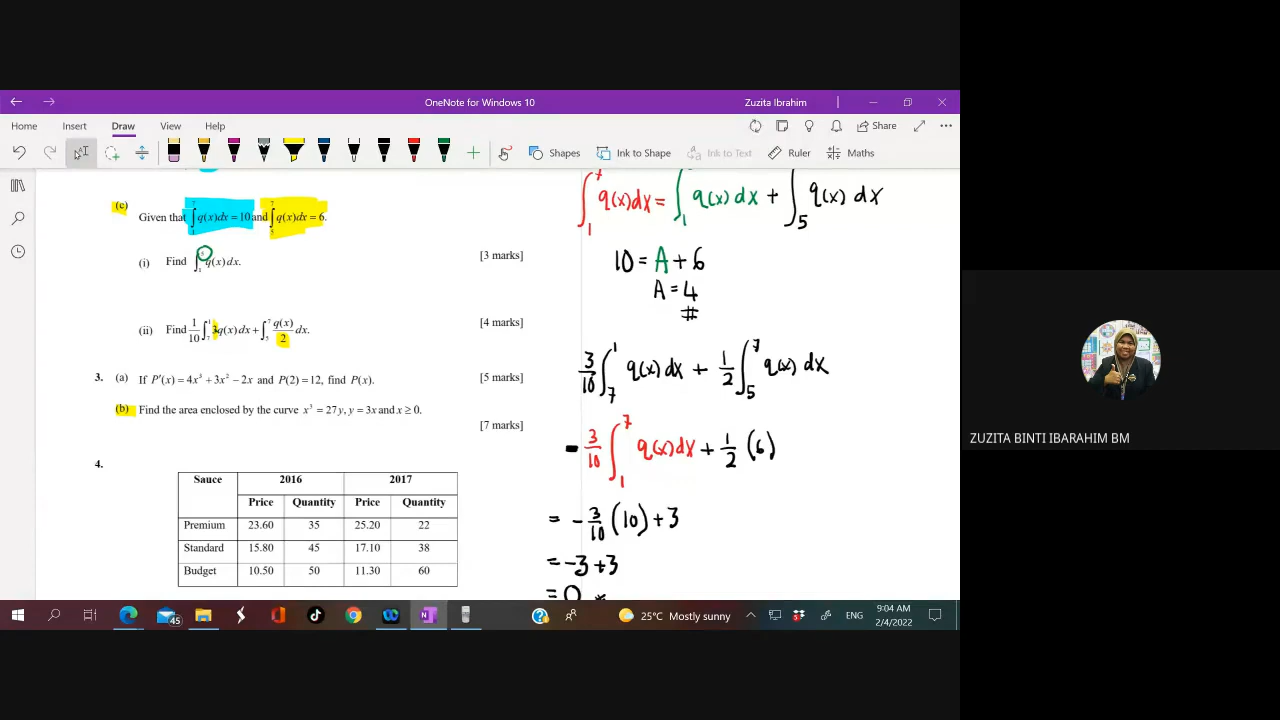 OneNote for Windows 10
Zuzita Ibrahim
Home Insert Draw View Help
Share
Shapes Ink to Shape Ink to Text Ruler Maths
(c)
Given that ∫₁⁷ q(x)dx = 10 and ∫₅⁷ q(x)dx = 6.
(i) Find ∫₁⁵ q(x) dx. [3 marks]
(ii) Find 1/10 ∫₇¹ 3q(x) dx + ∫₅⁷ q(x)/2 dx. [4 marks]
3. (a) If P'(x) = 4x³ + 3x² − 2x and P(2) = 12, find P(x). [5 marks]
(b) Find the area enclosed by the curve x³ = 27y, y = 3x and x ≥ 0.
[7 marks]
4.
Sauce 2016 2017
Price Quantity Price Quantity
Premium 23.60 35 25.20 22
Standard 15.80 45 17.10 38
Budget 10.50 50 11.30 60
∫₁⁷ q(x)dx = ∫₁ q(x) dx + ∫₅ q(x) dx
10 = A + 6
A = 4
#
3/10 ∫₇¹ q(x) dx + 1/2 ∫₅⁷ q(x) dx
- 3/10 ∫₁⁷ q(x)dx + 1/2 (6)
= - 3/10 (10) + 3
= -3 + 3
= 0
ZUZITA BINTI IBARAHIM BM
45
25°C Mostly sunny
ENG
9:04 AM
2/4/2022